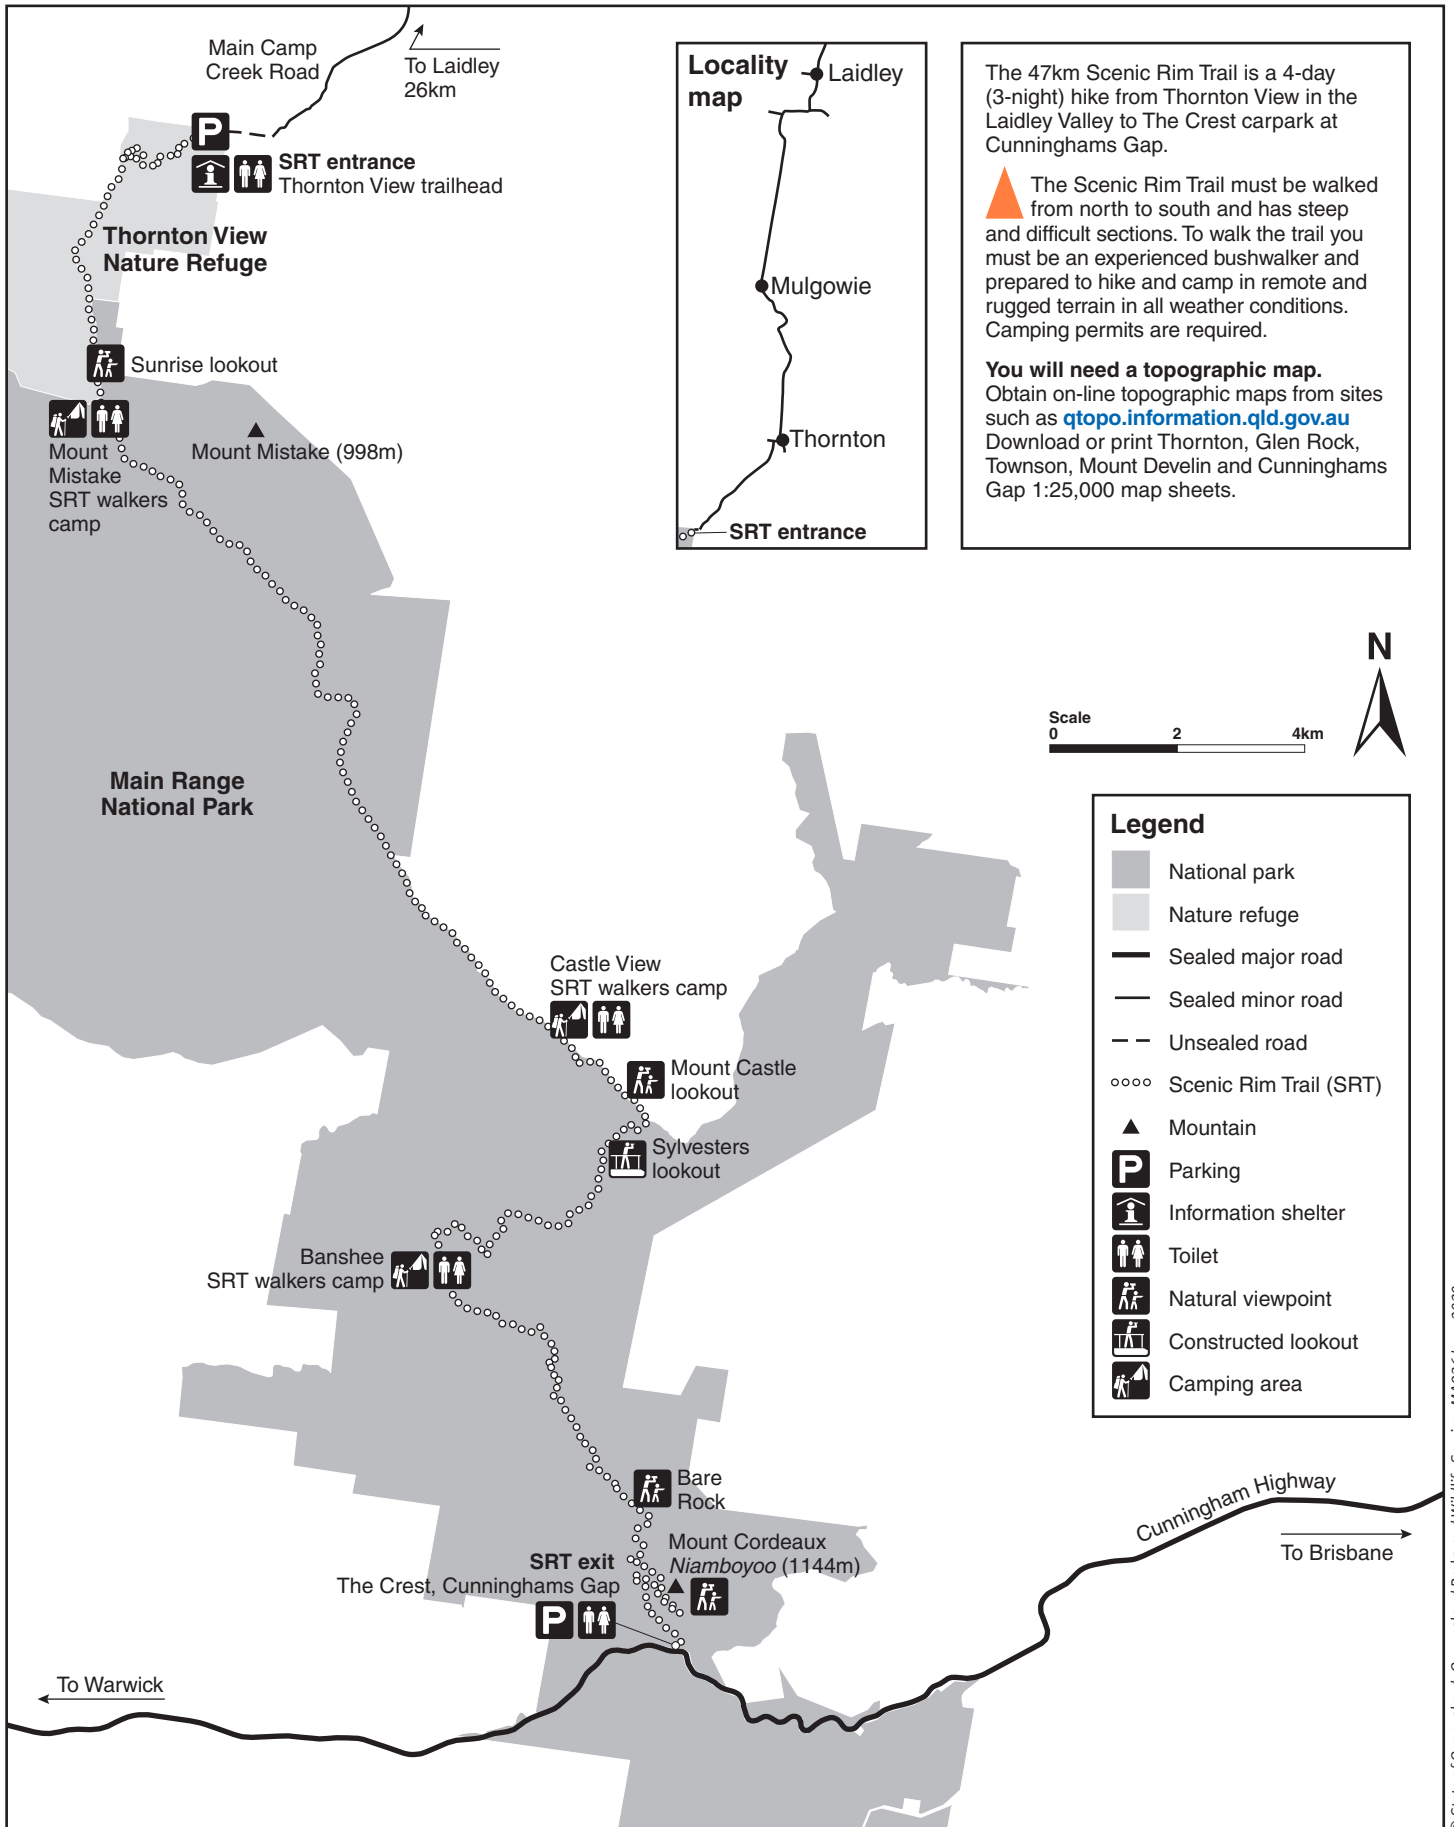 Main Camp
Creek Road
To Laidley
26km
P
SRT entrance
Thornton View trailhead
Thornton View
Nature Refuge
Sunrise lookout
Mount
Mistake
SRT walkers
camp
Mount Mistake (998m)
Main Range
National Park
Locality
map
Laidley
Mulgowie
Thornton
SRT entrance
The 47km Scenic Rim Trail is a 4-day
(3-night) hike from Thornton View in the
Laidley Valley to The Crest carpark at
Cunninghams Gap.
The Scenic Rim Trail must be walked
from north to south and has steep
and difficult sections. To walk the trail you
must be an experienced bushwalker and
prepared to hike and camp in remote and
rugged terrain in all weather conditions.
Camping permits are required.
You will need a topographic map.
Obtain on-line topographic maps from sites
such as qtopo.information.qld.gov.au
Download or print Thornton, Glen Rock,
Townson, Mount Develin and Cunninghams
Gap 1:25,000 map sheets.
N
Scale
0 2 4km
Castle View
SRT walkers camp
Mount Castle
lookout
Sylvesters
lookout
Banshee
SRT walkers camp
Bare
Rock
Mount Cordeaux
Niamboyoo (1144m)
SRT exit
The Crest, Cunninghams Gap
P
To Warwick
Cunningham Highway
To Brisbane
Legend
National park
Nature refuge
Sealed major road
Sealed minor road
Unsealed road
Scenic Rim Trail (SRT)
Mountain
P Parking
Information shelter
Toilet
Natural viewpoint
Constructed lookout
Camping area